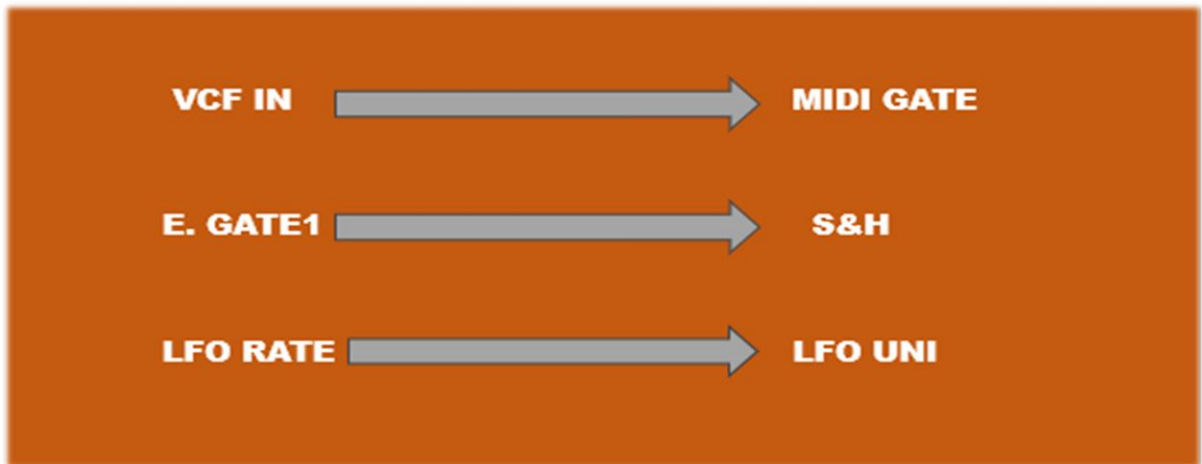 VCF IN MIDI GATE
E. GATE1 S&H
LFO RATE LFO UNI